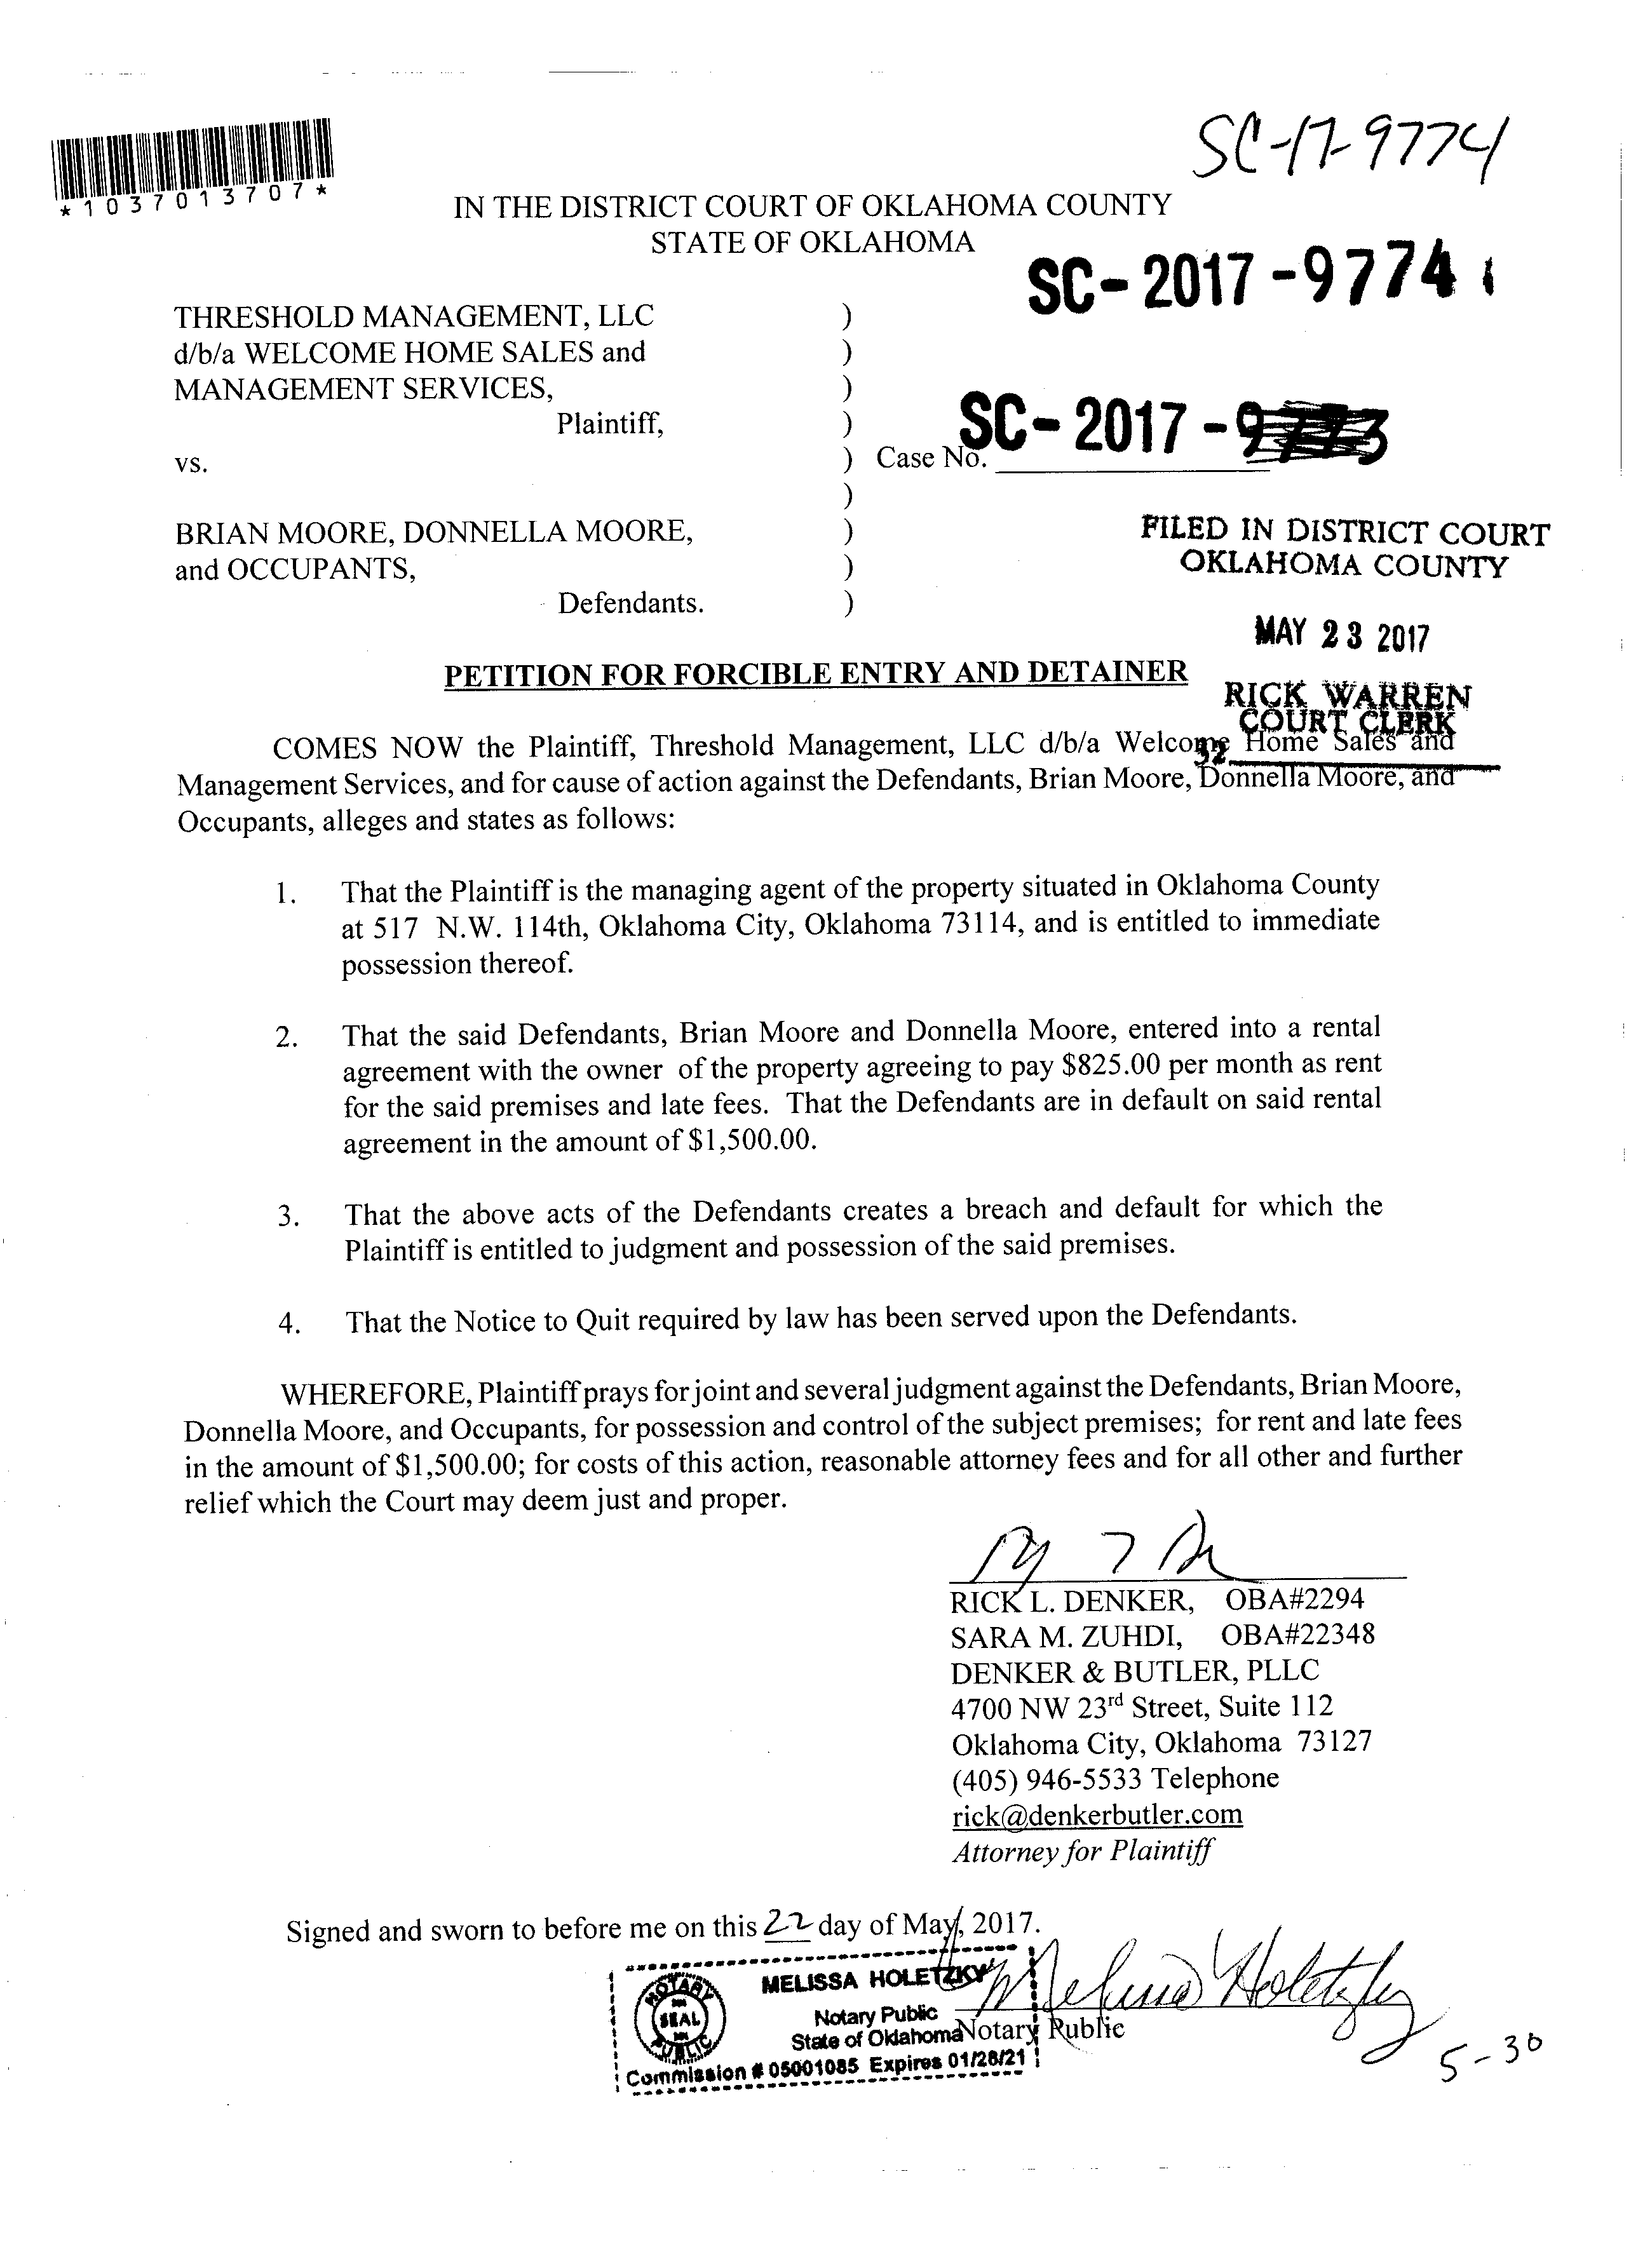 *1037013707*
SC-17-9774
IN THE DISTRICT COURT OF OKLAHOMA COUNTY
STATE OF OKLAHOMA
SC-2017-9774
THRESHOLD MANAGEMENT, LLC )
d/b/a WELCOME HOME SALES and )
MANAGEMENT SERVICES, )
Plaintiff, )
SC-2017-9773
vs. ) Case No.
)
BRIAN MOORE, DONNELLA MOORE, )
and OCCUPANTS, )
Defendants. )
FILED IN DISTRICT COURT
OKLAHOMA COUNTY
MAY 23 2017
RICK WARREN
COURT CLERK
32
PETITION FOR FORCIBLE ENTRY AND DETAINER
COMES NOW the Plaintiff, Threshold Management, LLC d/b/a Welcome Home Sales and
Management Services, and for cause of action against the Defendants, Brian Moore, Donnella Moore, and
Occupants, alleges and states as follows:
1. That the Plaintiff is the managing agent of the property situated in Oklahoma County
at 517 N.W. 114th, Oklahoma City, Oklahoma 73114, and is entitled to immediate
possession thereof.
2. That the said Defendants, Brian Moore and Donnella Moore, entered into a rental
agreement with the owner of the property agreeing to pay $825.00 per month as rent
for the said premises and late fees. That the Defendants are in default on said rental
agreement in the amount of $1,500.00.
3. That the above acts of the Defendants creates a breach and default for which the
Plaintiff is entitled to judgment and possession of the said premises.
4. That the Notice to Quit required by law has been served upon the Defendants.
WHEREFORE, Plaintiff prays for joint and several judgment against the Defendants, Brian Moore,
Donnella Moore, and Occupants, for possession and control of the subject premises; for rent and late fees
in the amount of $1,500.00; for costs of this action, reasonable attorney fees and for all other and further
relief which the Court may deem just and proper.
RICK L. DENKER, OBA#2294
SARA M. ZUHDI, OBA#22348
DENKER & BUTLER, PLLC
4700 NW 23rd Street, Suite 112
Oklahoma City, Oklahoma 73127
(405) 946-5533 Telephone
rick@denkerbutler.com
Attorney for Plaintiff
Signed and sworn to before me on this 22 day of May, 2017.
Melissa Holetzky
Notary Public
NOTARY PUBLIC
SEAL
MELISSA HOLETZKY
Notary Public
State of Oklahoma
Commission # 05001085 Expires 01/26/21
5-30